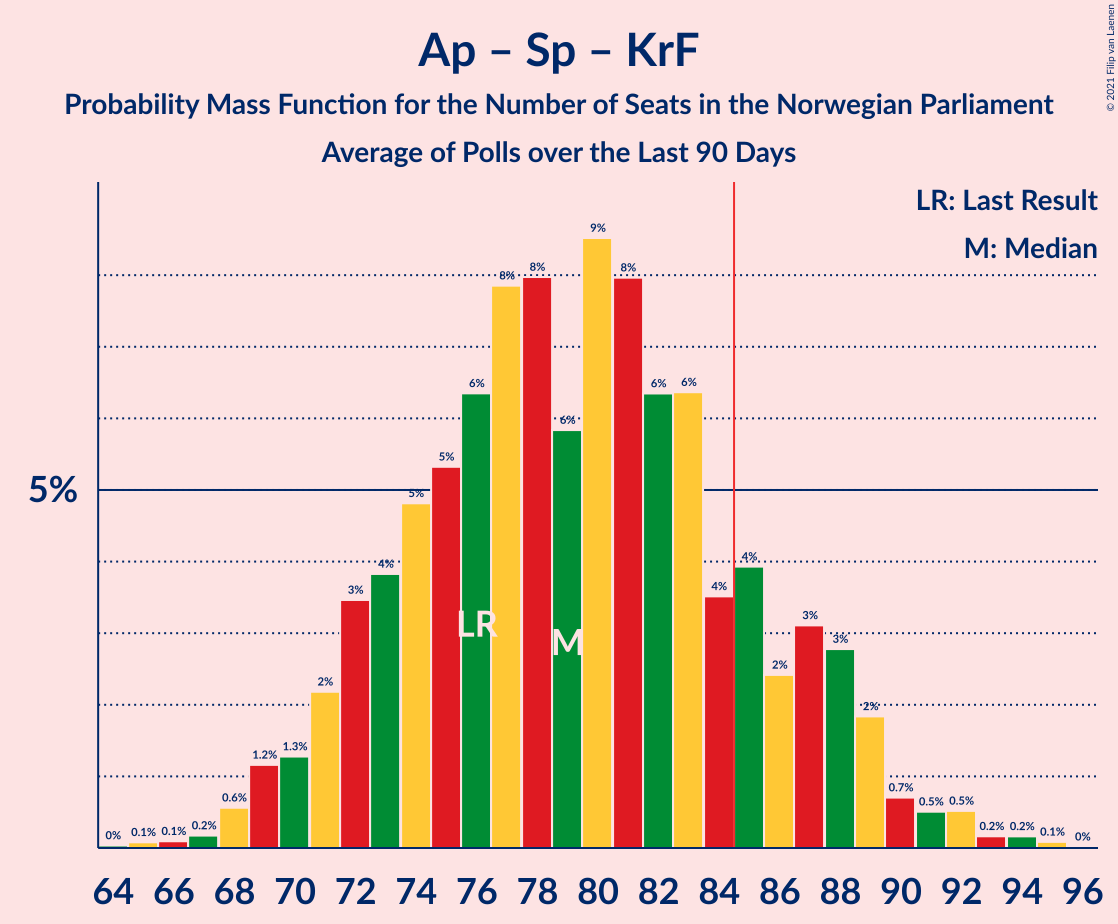 Ap – Sp – KrF
Probability Mass Function for the Number of Seats in the Norwegian Parliament
Average of Polls over the Last 90 Days
© 2021 Filip van Laenen
LR: Last Result
M: Median
5%
0% 0.1% 0.1% 0.2% 0.6% 1.2% 1.3% 2% 3% 4% 5% 5% 6% 8% 8% 6% 9% 8% 6% 6% 4% 4% 2% 3% 3% 2% 0.7% 0.5% 0.5% 0.2% 0.2% 0.1% 0%
LR M
64 66 68 70 72 74 76 78 80 82 84 86 88 90 92 94 96